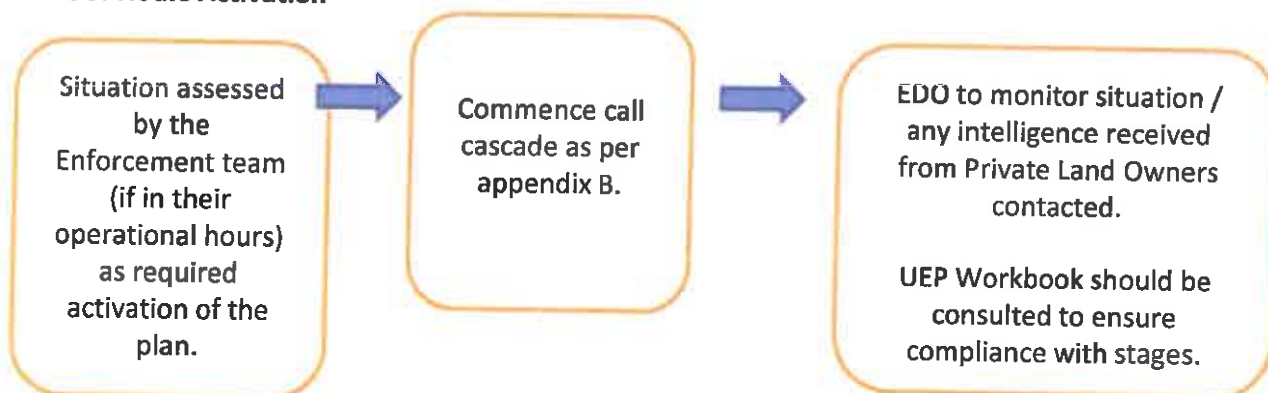 Situation assessed
by the
Enforcement team
(if in their
operational hours)
as required
activation of the
plan.
Commence call
cascade as per
appendix B.
EDO to monitor situation /
any intelligence received
from Private Land Owners
contacted.
UEP Workbook should be
consulted to ensure
compliance with stages.